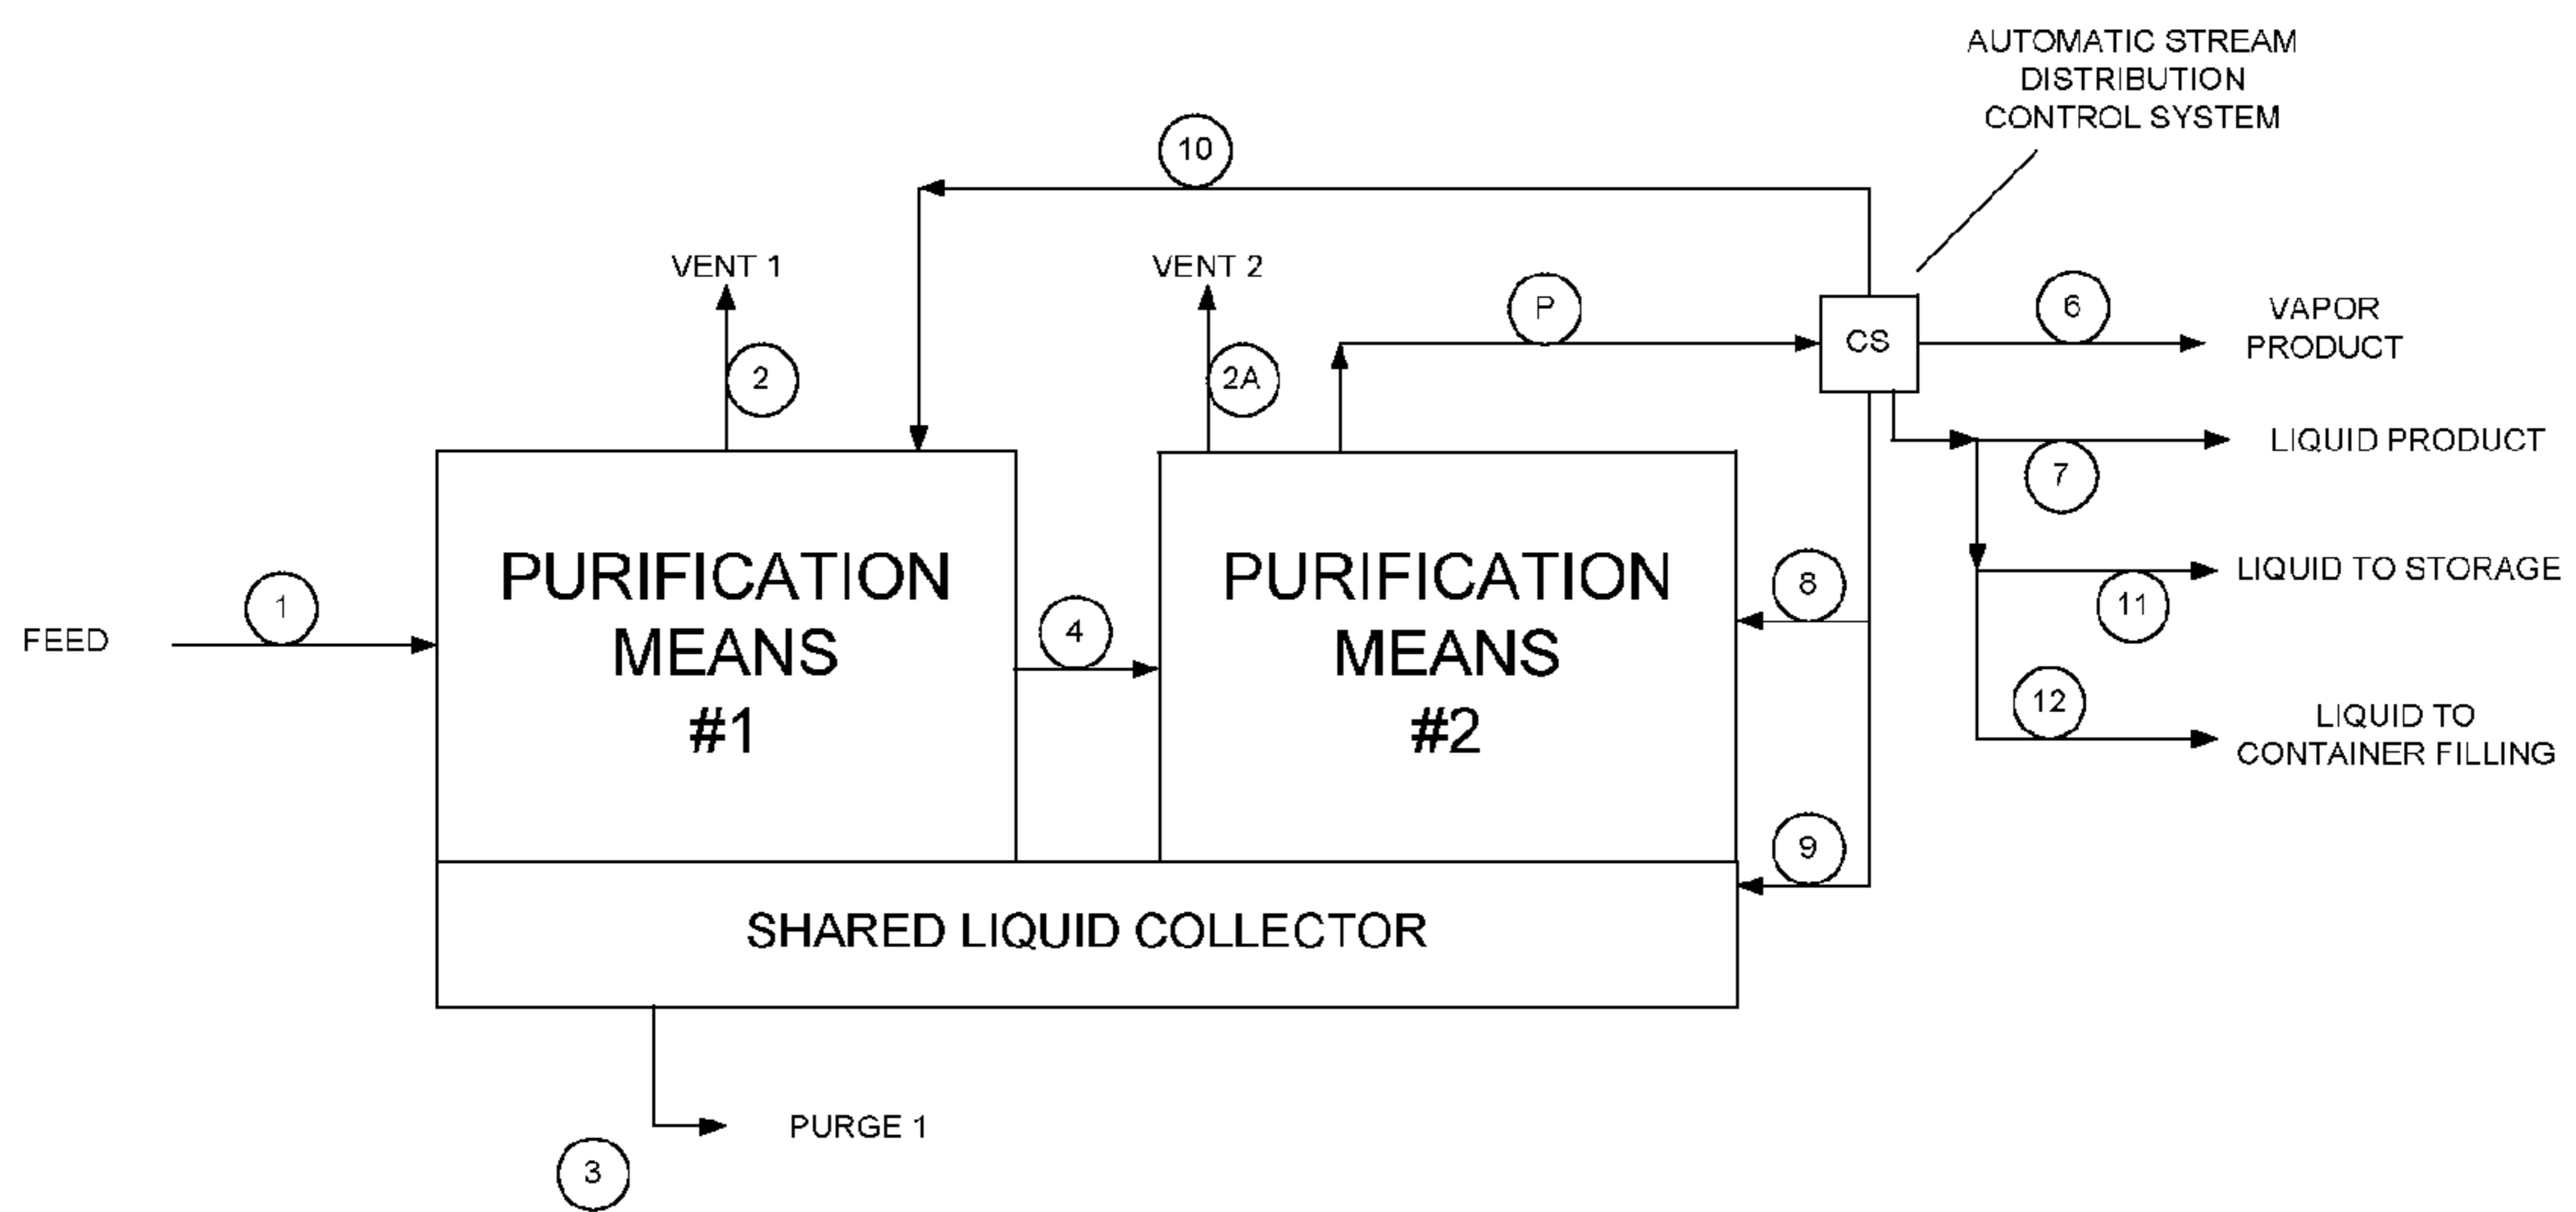 AUTOMATIC STREAM
DISTRIBUTION
CONTROL SYSTEM
10
VENT 1
VENT 2
P
6
VAPOR
PRODUCT
CS
2
2A
LIQUID PRODUCT
7
PURIFICATION
MEANS
#1
PURIFICATION
MEANS
#2
8
LIQUID TO STORAGE
11
1
FEED
4
12
LIQUID TO
CONTAINER FILLING
9
SHARED LIQUID COLLECTOR
PURGE 1
3